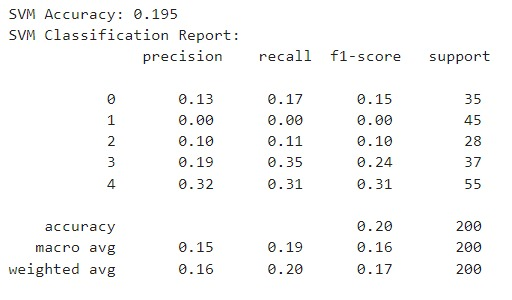 SVM Accuracy: 0.195
SVM Classification Report:
precision recall f1-score support
0 0.13 0.17 0.15 35
1 0.00 0.00 0.00 45
2 0.10 0.11 0.10 28
3 0.19 0.35 0.24 37
4 0.32 0.31 0.31 55
accuracy 0.20 200
macro avg 0.15 0.19 0.16 200
weighted avg 0.16 0.20 0.17 200